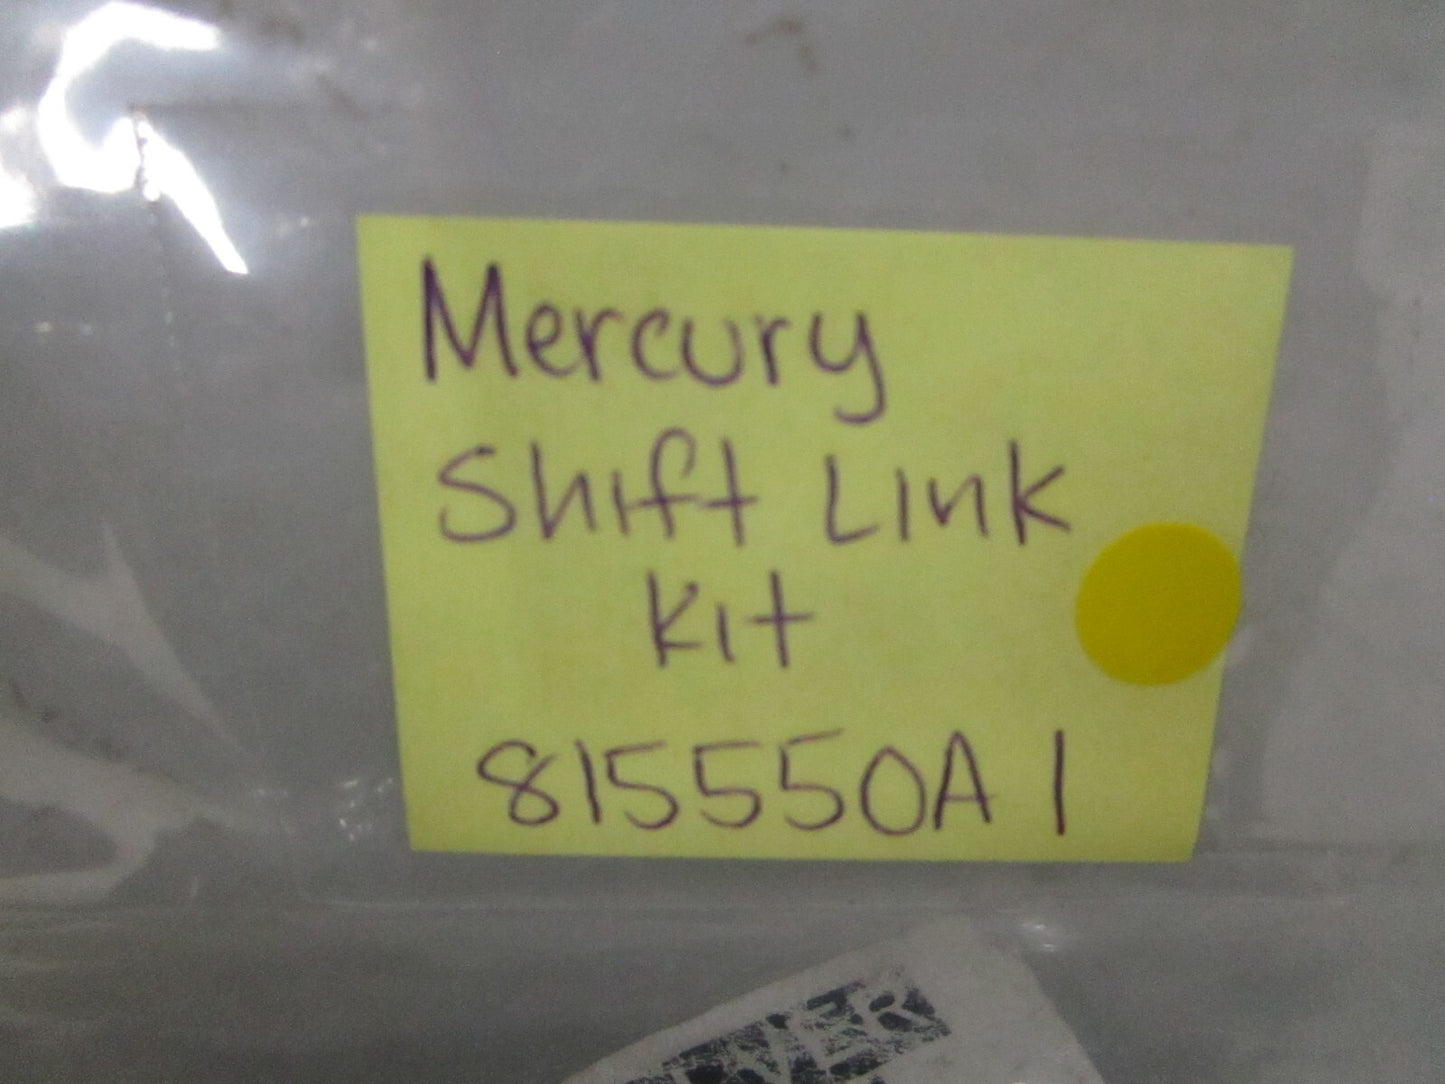 Mercury
Shift Link
Kit
815550A1